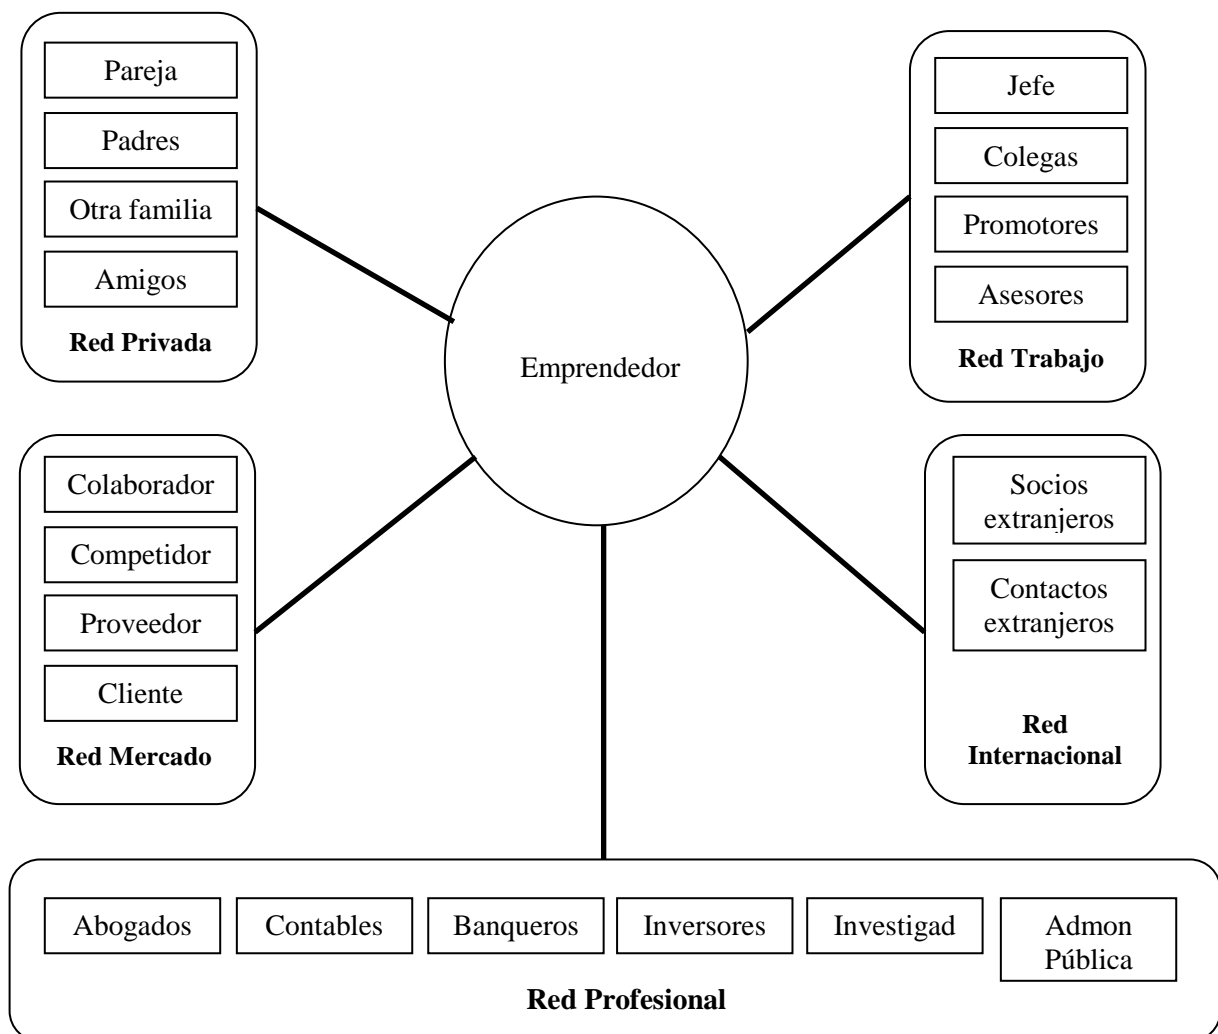 Pareja
Padres
Otra familia
Amigos
Red Privada
Jefe
Colegas
Promotores
Asesores
Red Trabajo
Emprendedor
Colaborador
Competidor
Proveedor
Cliente
Red Mercado
Socios
extranjeros
Contactos
extranjeros
Red
Internacional
Abogados
Contables
Banqueros
Inversores
Investigad
Admon
Pública
Red Profesional